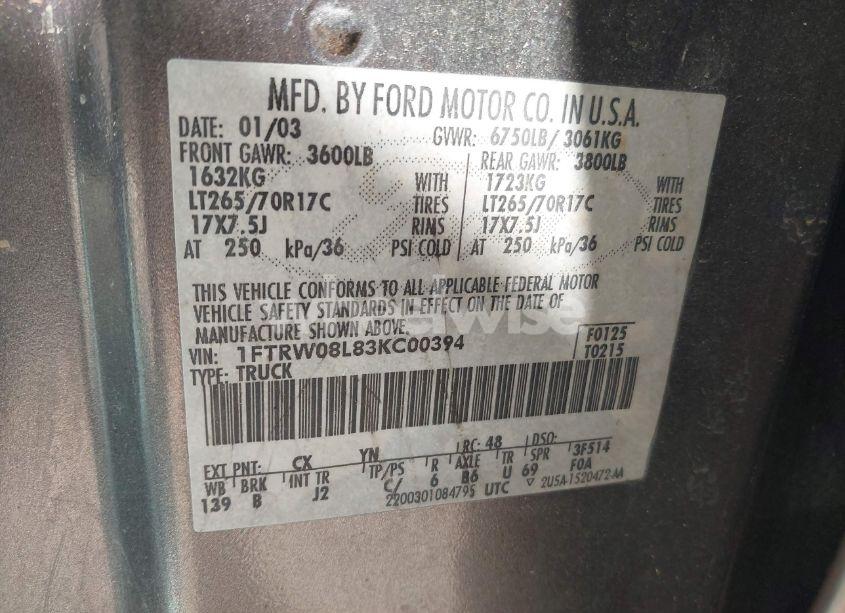 MFD. BY FORD MOTOR CO. IN U.S.A.
DATE: 01/03 GVWR: 6750LB/ 3061KG
FRONT GAWR: 3600LB REAR GAWR: 3800LB
1632KG WITH 1723KG WITH
LT265/70R17C TIRES LT265/70R17C TIRES
17X7.5J RIMS 17X7.5J RIMS
AT 250 kPa/36 PSI COLD AT 250 kPa/36 PSI COLD
THIS VEHICLE CONFORMS TO ALL APPLICABLE FEDERAL MOTOR
VEHICLE SAFETY STANDARDS IN EFFECT ON THE DATE OF
MANUFACTURE SHOWN ABOVE.
VIN: 1FTRW08L83KC00394 F0125
TYPE: TRUCK T0215
EXT PNT: CX YN RC: 48 DSO:
WB BRK INT TR TP/PS R AXLE TR SPR 3F514
139 B J2 C/ 6 B6 U 69 F0A
2200301084795 UTC ▽ 2U5A-1520472-AA